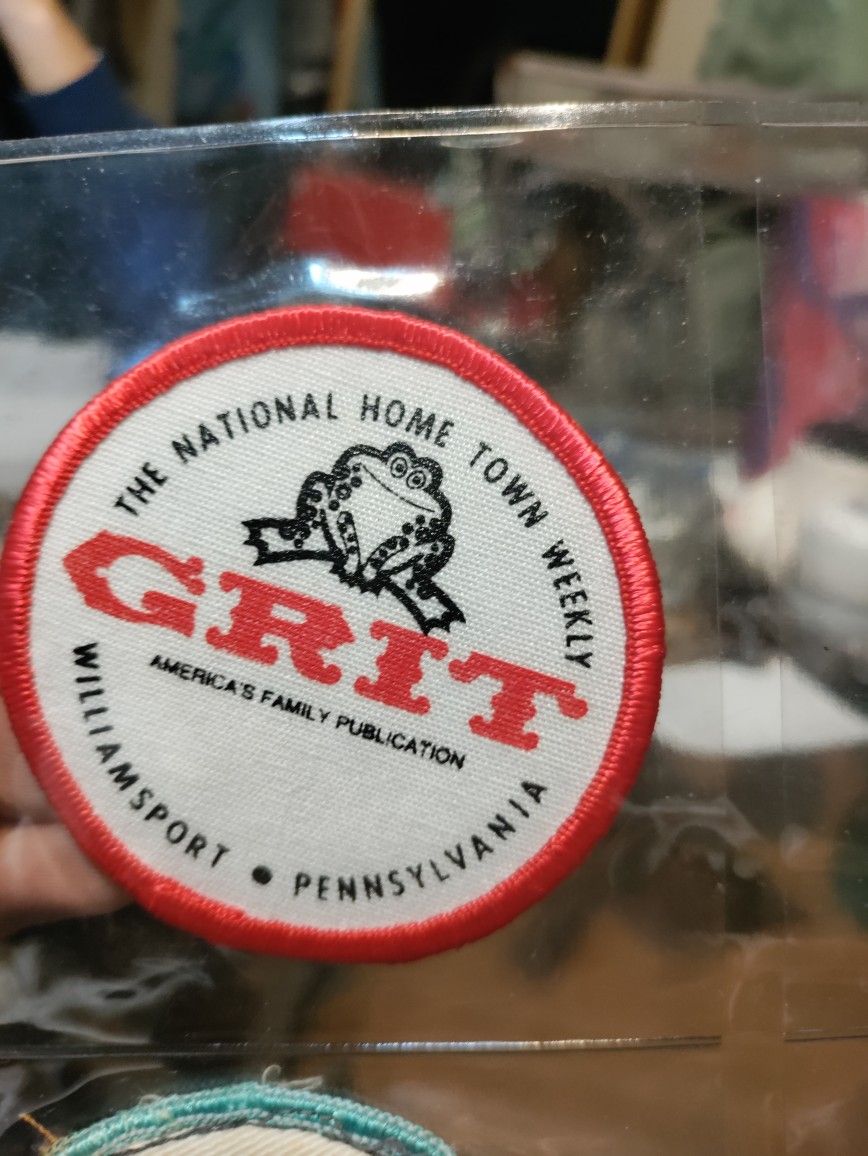 THE NATIONAL HOME TOWN WEEKLY
GRIT
AMERICA'S FAMILY PUBLICATION
WILLIAMSPORT • PENNSYLVANIA